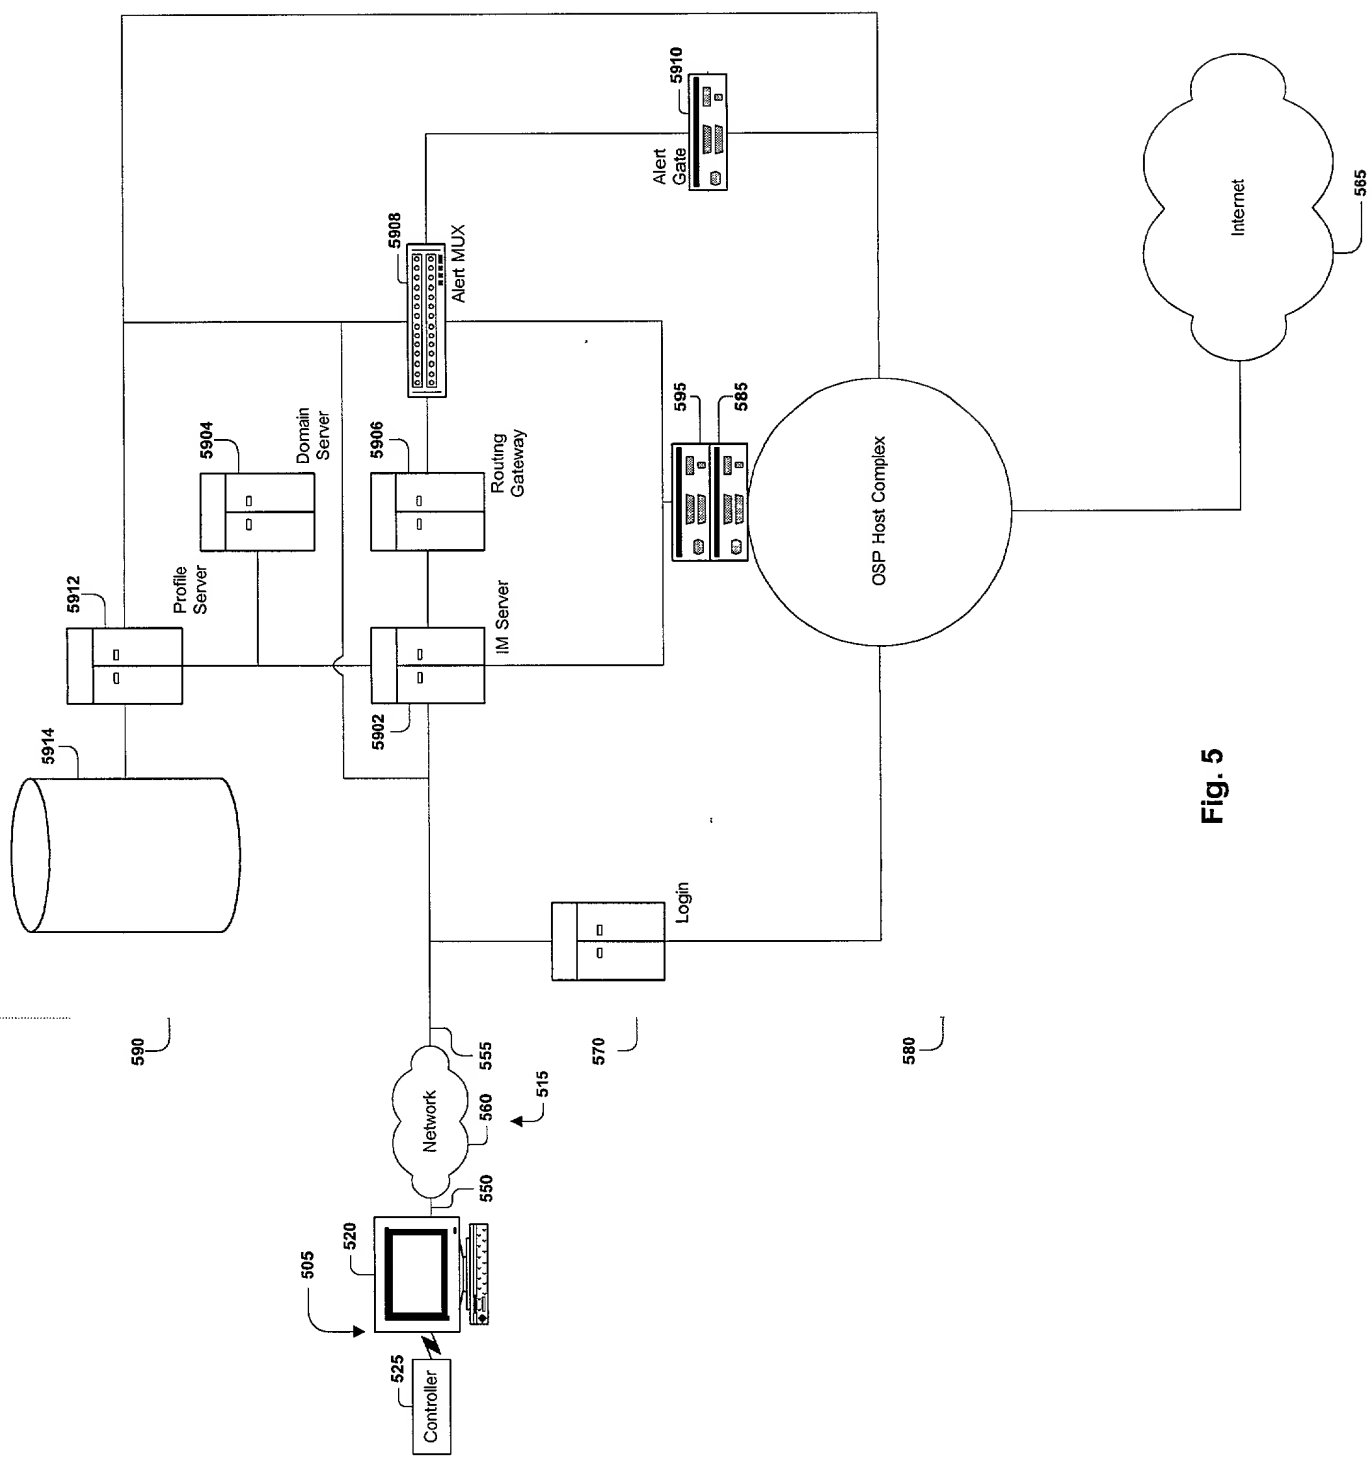 5914
5912
Profile
Server
5904
Domain
Server
5902
IM Server
5906
Routing
Gateway
5908
Alert MUX
5910
Alert
Gate
595
585
OSP Host Complex
Internet
565
Login
590
570
580
555
Network
560
515
550
520
505
525
Controller
Fig. 5